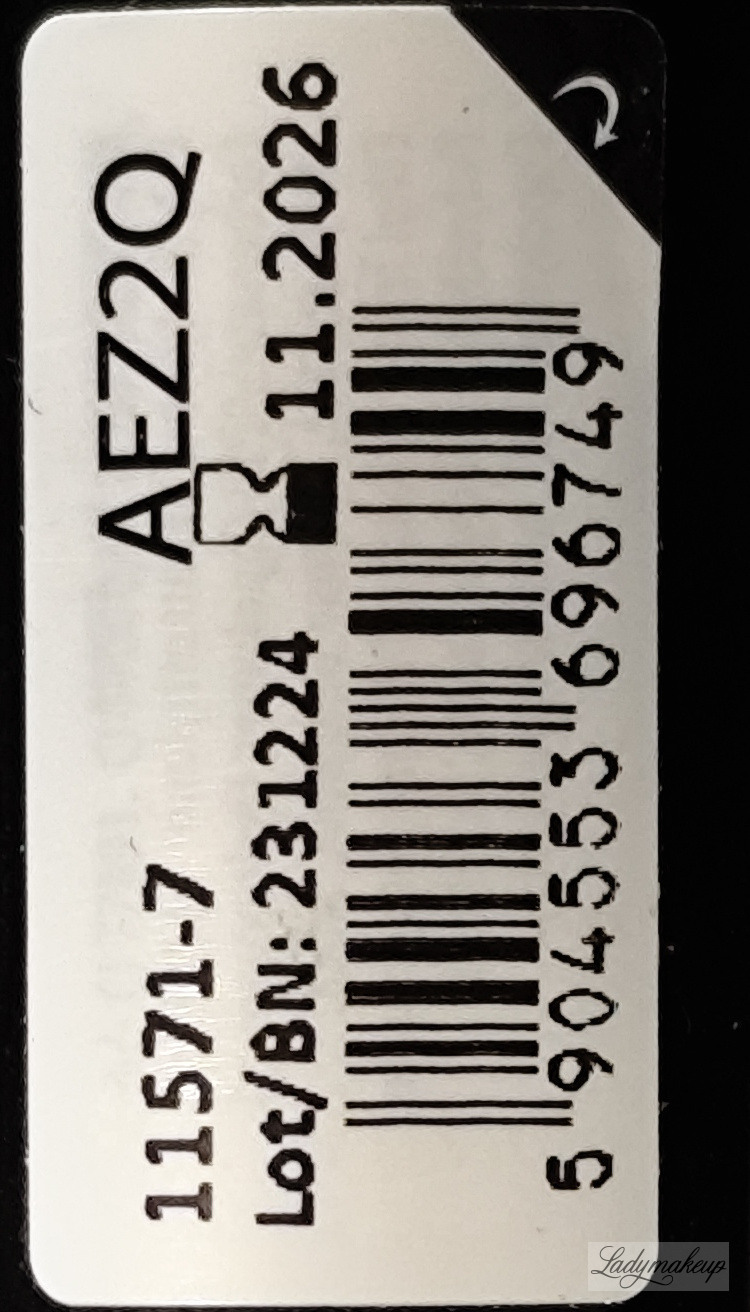 AEZ2Q
11571-7
11.2026
Lot/BN: 231224
5 904553 696749
Ladymakeup